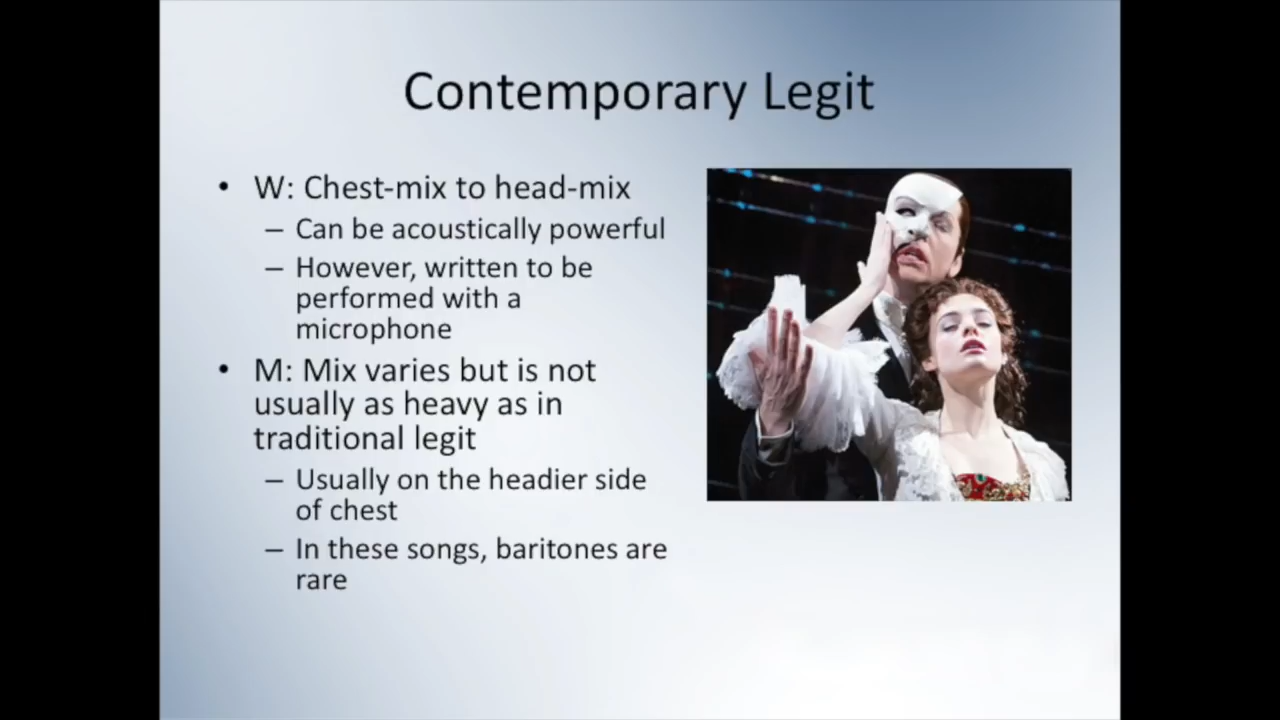 Contemporary Legit
• W: Chest-mix to head-mix
– Can be acoustically powerful
– However, written to be
performed with a
microphone
• M: Mix varies but is not
usually as heavy as in
traditional legit
– Usually on the headier side
of chest
– In these songs, baritones are
rare